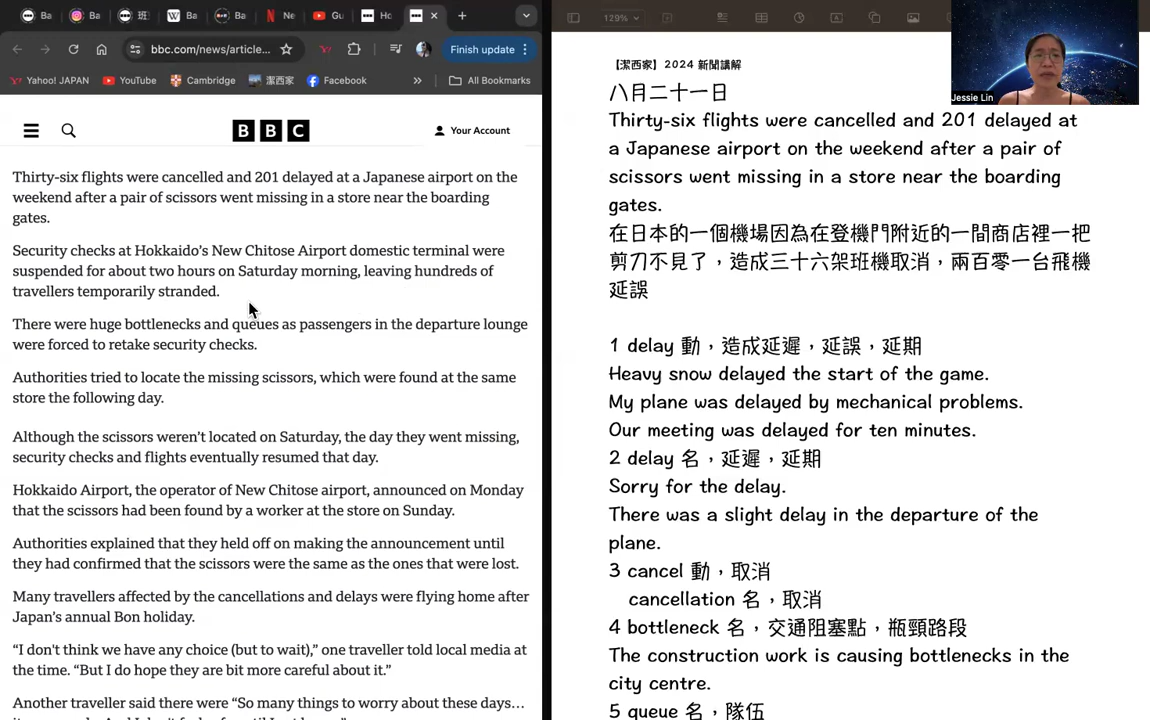 Ba
Ba
班
Ba
Ba
Ne
Gu
Ho
bbc.com/news/article...
Finish update
Yahoo! JAPAN
YouTube
Cambridge
潔西家
Facebook
»
All Bookmarks
BBC
Your Account
Thirty-six flights were cancelled and 201 delayed at a Japanese airport on the
weekend after a pair of scissors went missing in a store near the boarding
gates.
Security checks at Hokkaido's New Chitose Airport domestic terminal were
suspended for about two hours on Saturday morning, leaving hundreds of
travellers temporarily stranded.
There were huge bottlenecks and queues as passengers in the departure lounge
were forced to retake security checks.
Authorities tried to locate the missing scissors, which were found at the same
store the following day.
Although the scissors weren't located on Saturday, the day they went missing,
security checks and flights eventually resumed that day.
Hokkaido Airport, the operator of New Chitose airport, announced on Monday
that the scissors had been found by a worker at the store on Sunday.
Authorities explained that they held off on making the announcement until
they had confirmed that the scissors were the same as the ones that were lost.
Many travellers affected by the cancellations and delays were flying home after
Japan's annual Bon holiday.
“I don't think we have any choice (but to wait),” one traveller told local media at
the time. “But I do hope they are bit more careful about it.”
Another traveller said there were “So many things to worry about these days…
129%
【潔西家】2024 新聞講解
八月二十一日
Thirty-six flights were cancelled and 201 delayed at
a Japanese airport on the weekend after a pair of
scissors went missing in a store near the boarding
gates.
在日本的一個機場因為在登機門附近的一間商店裡一把
剪刀不見了，造成三十六架班機取消，兩百零一台飛機
延誤
1 delay 動，造成延遲，延誤，延期
Heavy snow delayed the start of the game.
My plane was delayed by mechanical problems.
Our meeting was delayed for ten minutes.
2 delay 名，延遲，延期
Sorry for the delay.
There was a slight delay in the departure of the
plane.
3 cancel 動，取消
cancellation 名，取消
4 bottleneck 名，交通阻塞點，瓶頸路段
The construction work is causing bottlenecks in the
city centre.
5 queue 名，隊伍
Jessie Lin